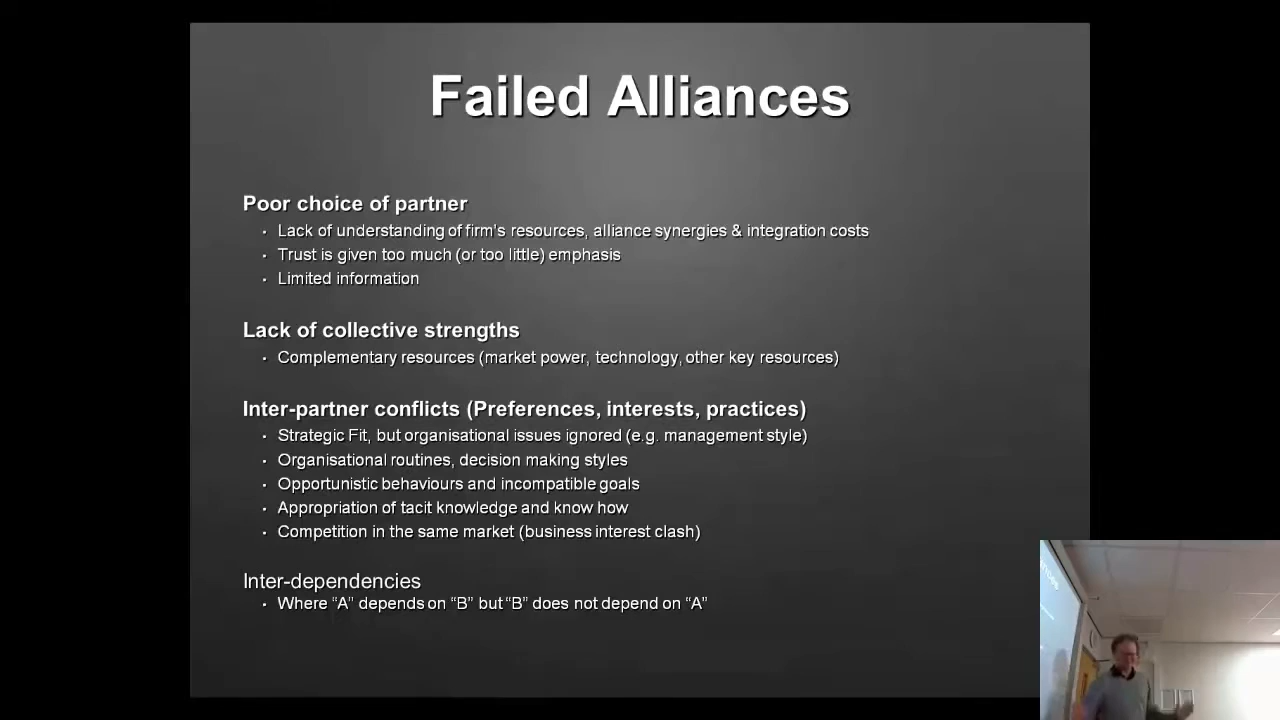 Failed Alliances
Poor choice of partner
· Lack of understanding of firm's resources, alliance synergies & integration costs
· Trust is given too much (or too little) emphasis
· Limited information
Lack of collective strengths
· Complementary resources (market power, technology, other key resources)
Inter-partner conflicts (Preferences, interests, practices)
· Strategic Fit, but organisational issues ignored (e.g. management style)
· Organisational routines, decision making styles
· Opportunistic behaviours and incompatible goals
· Appropriation of tacit knowledge and know how
· Competition in the same market (business interest clash)
Inter-dependencies
· Where “A” depends on “B” but “B” does not depend on “A”